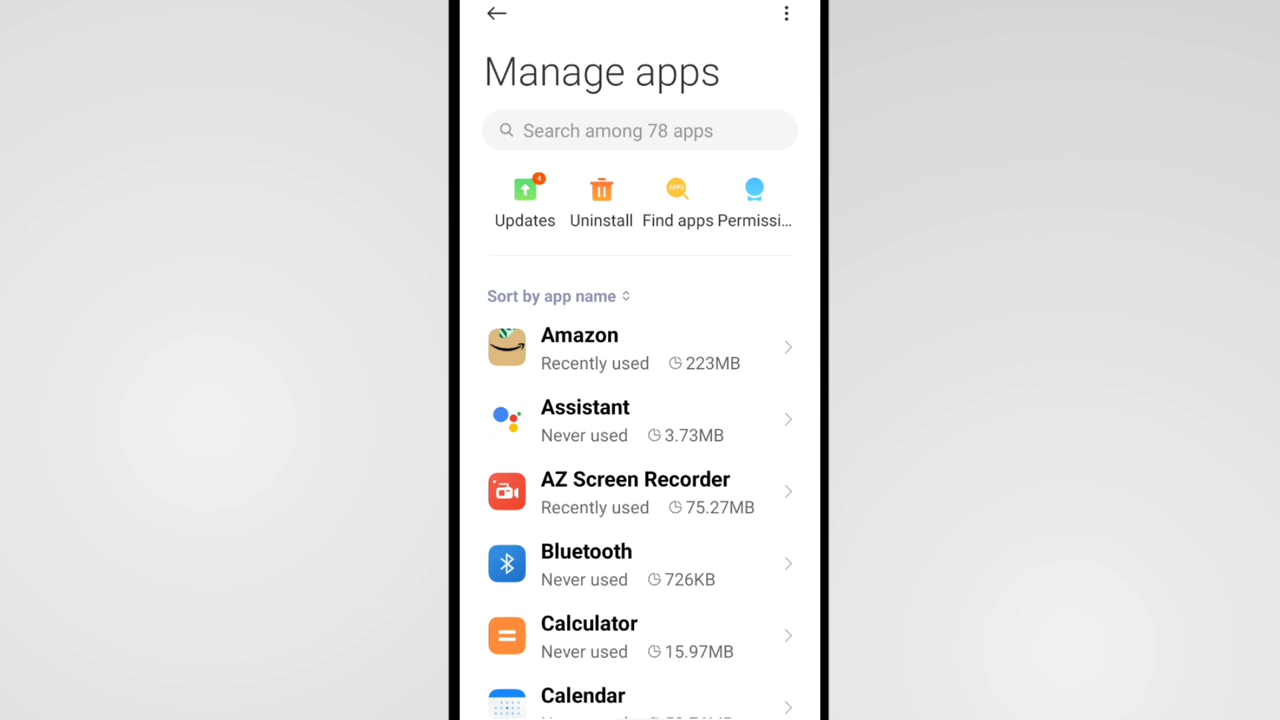 Manage apps
Search among 78 apps
4
APPS
Updates Uninstall Find apps Permissi...
Sort by app name
Amazon
Recently used 223MB
Assistant
Never used 3.73MB
AZ Screen Recorder
Recently used 75.27MB
Bluetooth
Never used 726KB
Calculator
Never used 15.97MB
Calendar